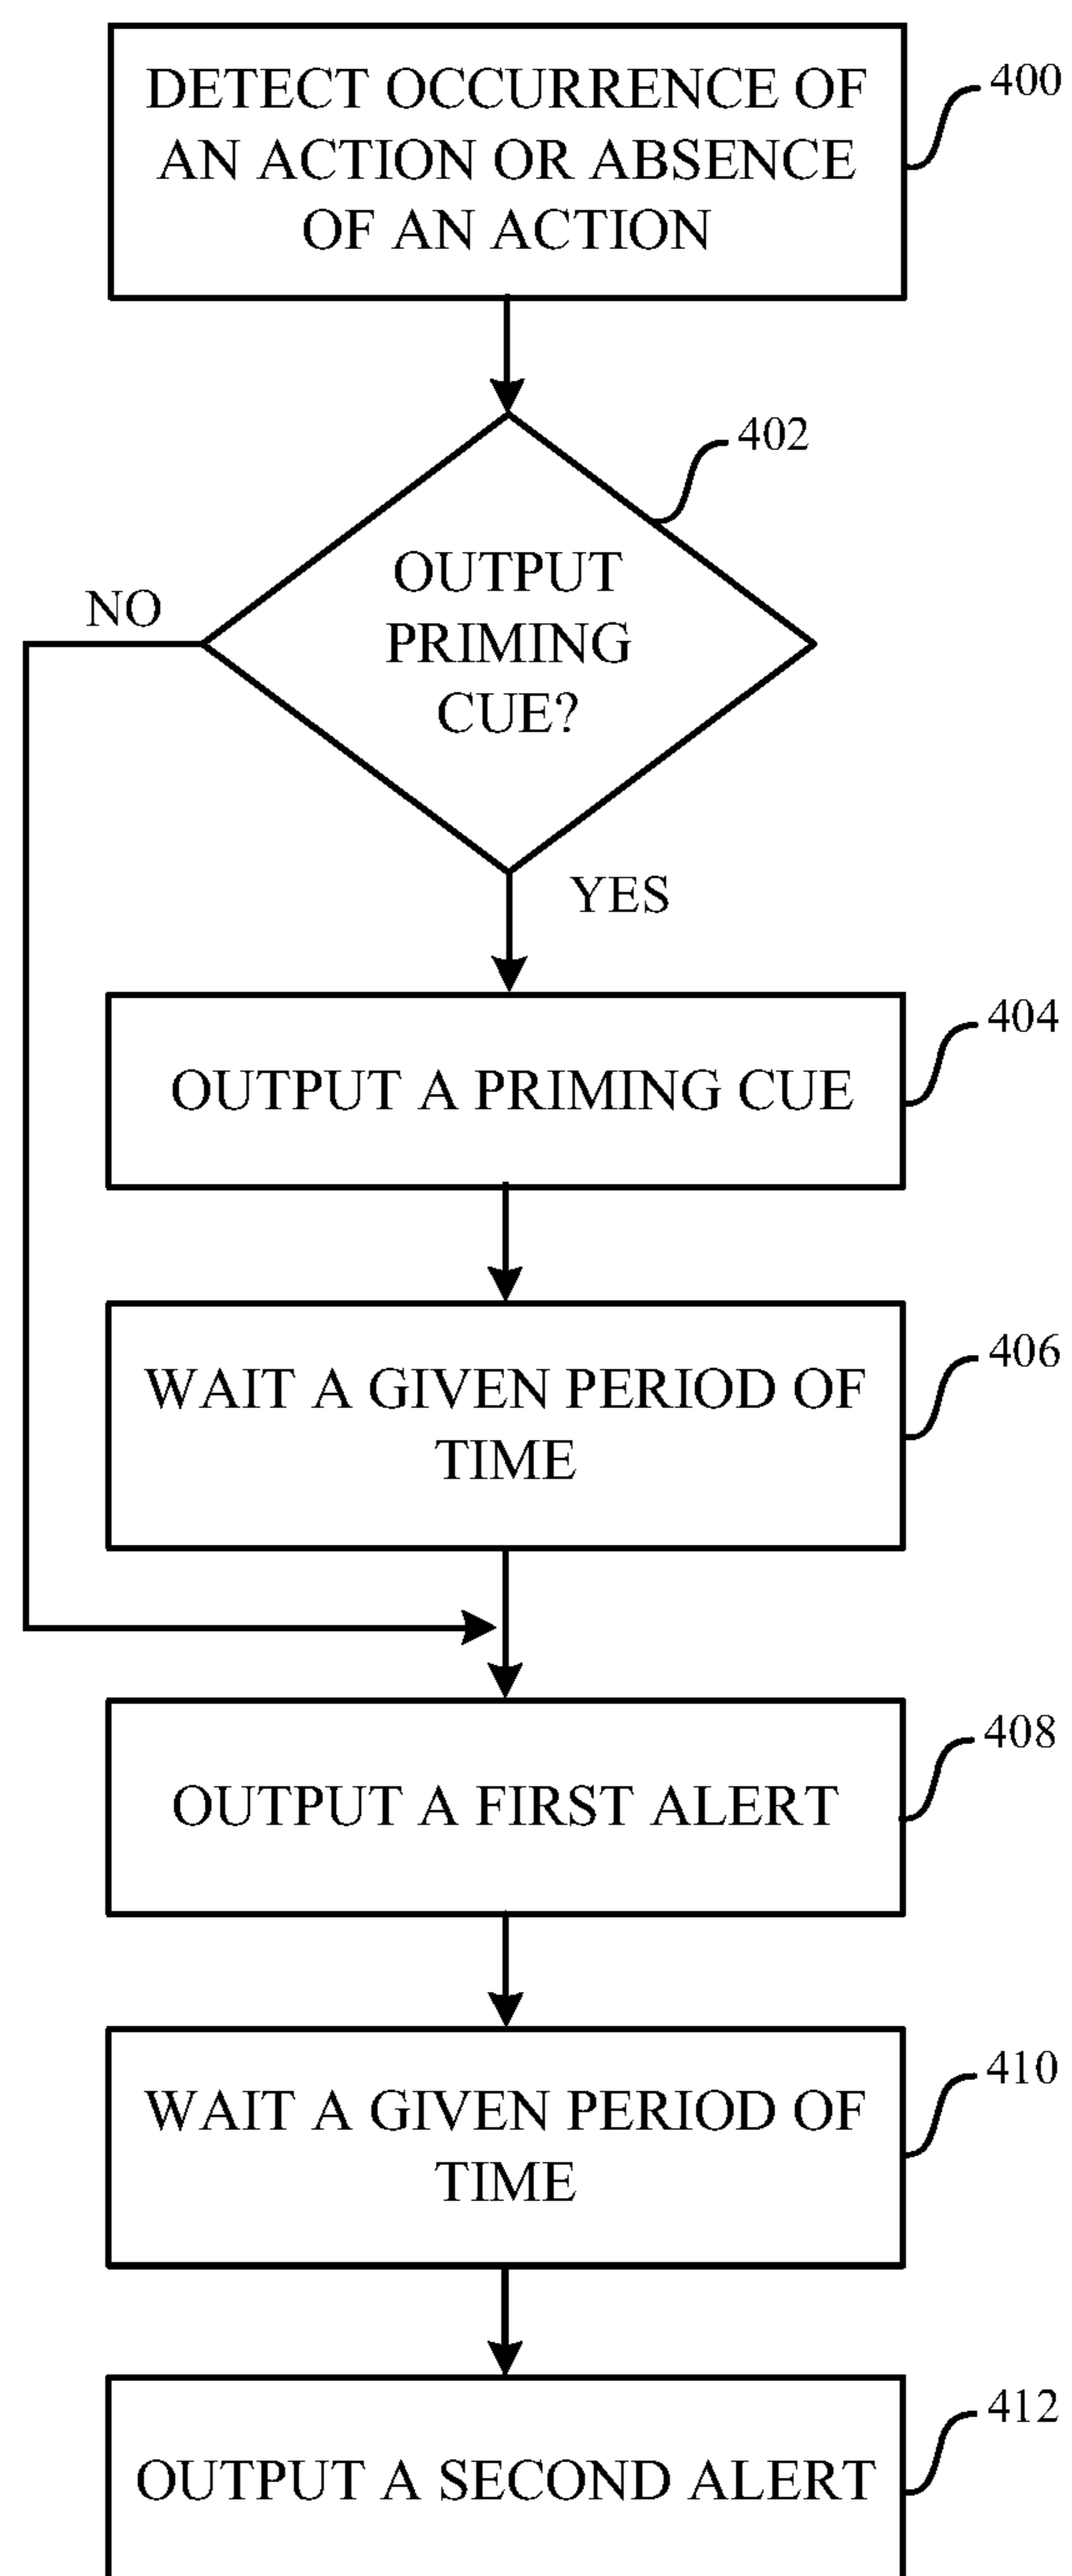 DETECT OCCURRENCE OF
AN ACTION OR ABSENCE
OF AN ACTION
400
402
OUTPUT
PRIMING
CUE?
NO
YES
404
OUTPUT A PRIMING CUE
406
WAIT A GIVEN PERIOD OF
TIME
408
OUTPUT A FIRST ALERT
410
WAIT A GIVEN PERIOD OF
TIME
412
OUTPUT A SECOND ALERT